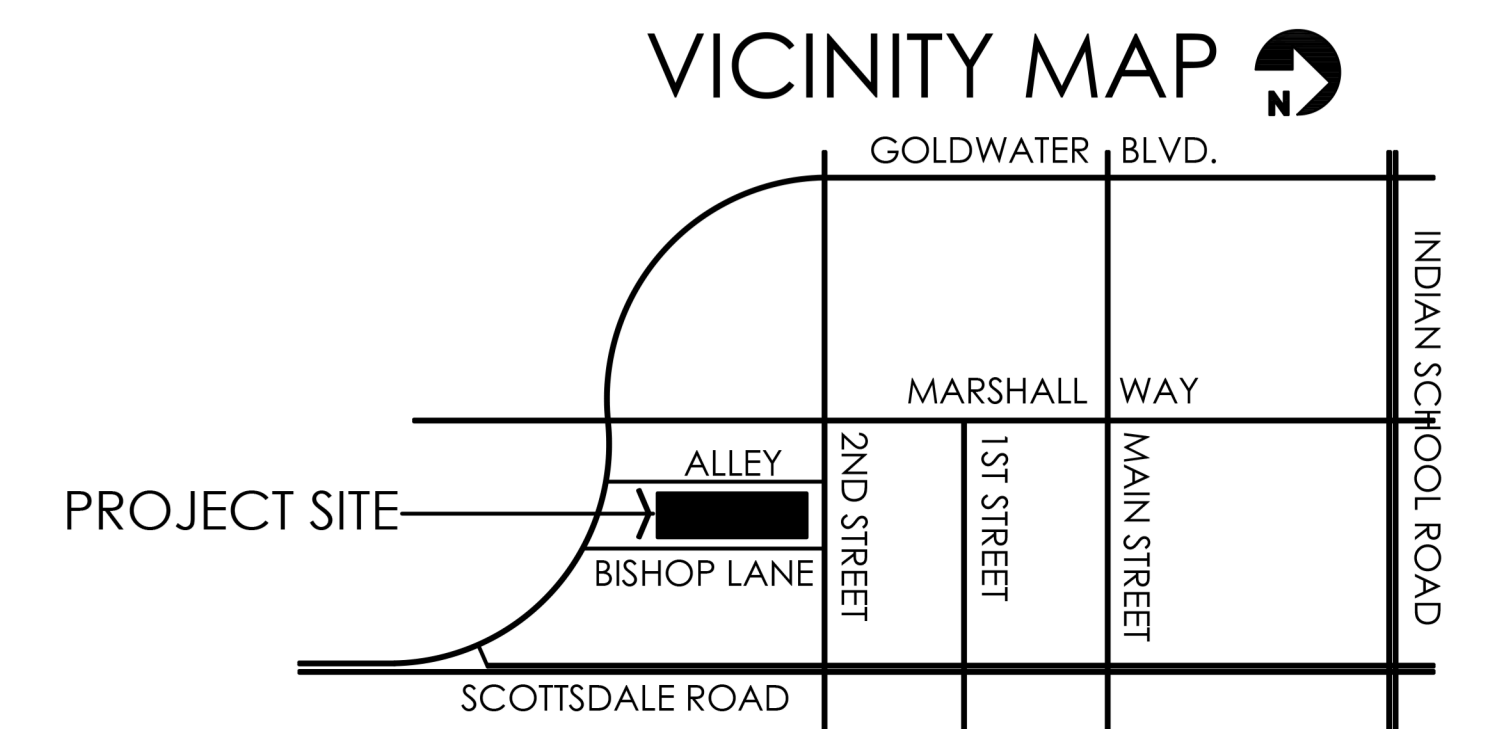 VICINITY MAP
N
GOLDWATER BLVD.
INDIAN SCHOOL ROAD
MARSHALL WAY
2ND STREET
1ST STREET
MAIN STREET
ALLEY
PROJECT SITE
BISHOP LANE
SCOTTSDALE ROAD